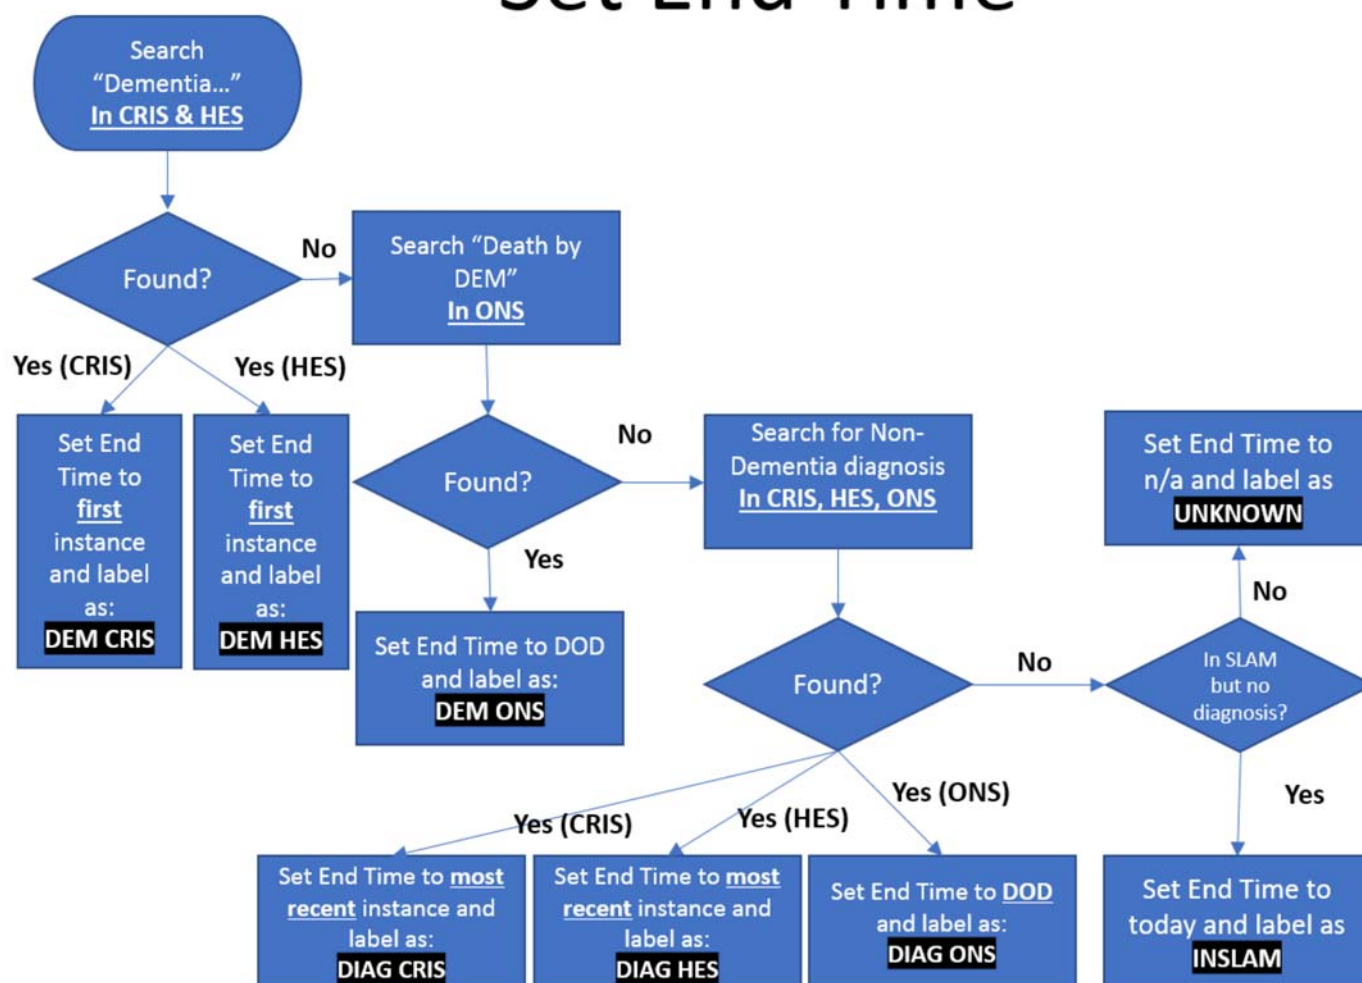 Set End Time
Search
“Dementia…”
In CRIS & HES
Found?
No
Search “Death by
DEM”
In ONS
Yes (CRIS)
Yes (HES)
Set End
Time to
first
instance
and label
as:
DEM CRIS
Set End
Time to
first
instance
and label
as:
DEM HES
Found?
No
Search for Non-
Dementia diagnosis
In CRIS, HES, ONS
Set End Time to
n/a and label as
UNKNOWN
Yes
No
Set End Time to DOD
and label as:
DEM ONS
Found?
No
In SLAM
but no
diagnosis?
Yes (CRIS)
Yes (HES)
Yes (ONS)
Yes
Set End Time to most
recent instance and
label as:
DIAG CRIS
Set End Time to most
recent instance and
label as:
DIAG HES
Set End Time to DOD
and label as:
DIAG ONS
Set End Time to
today and label as
INSLAM